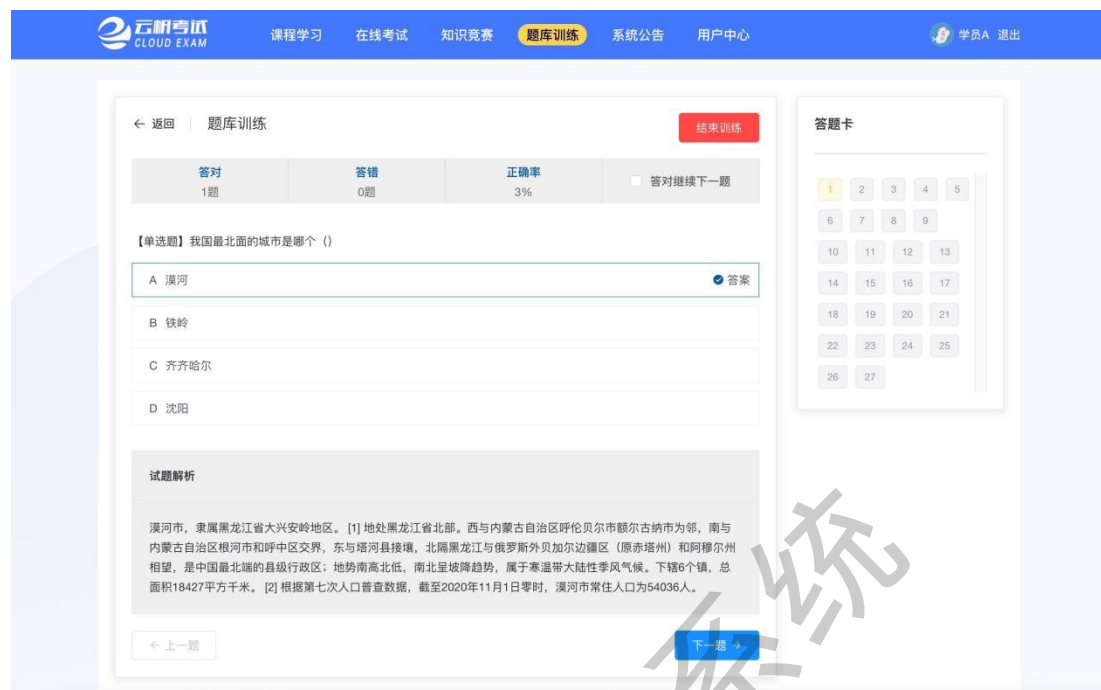 云帆考试
CLOUD EXAM
课程学习 在线考试 知识竞赛 题库训练 系统公告 用户中心
学员A 退出
← 返回 题库训练
结束训练
答对 答错 正确率
1题 0题 3%
答对继续下一题
【单选题】我国最北面的城市是哪个()
A 漠河
答案
B 铁岭
C 齐齐哈尔
D 沈阳
试题解析
漠河市,隶属黑龙江省大兴安岭地区。 [1] 地处黑龙江省北部。西与内蒙古自治区呼伦贝尔市额尔古纳市为邻,南与
内蒙古自治区根河市和呼中区交界,东与塔河县接壤,北隔黑龙江与俄罗斯外贝加尔边疆区(原赤塔州)和阿穆尔州
相望,是中国最北端的县级行政区;地势南高北低,南北呈坡降趋势,属于寒温带大陆性季风气候。下辖6个镇,总
面积18427平方千米。 [2] 根据第七次人口普查数据,截至2020年11月1日零时,漠河市常住人口为54036人。
← 上一题
下一题 →
答题卡
1 2 3 4 5
6 7 8 9
10 11 12 13
14 15 16 17
18 19 20 21
22 23 24 25
26 27
系统